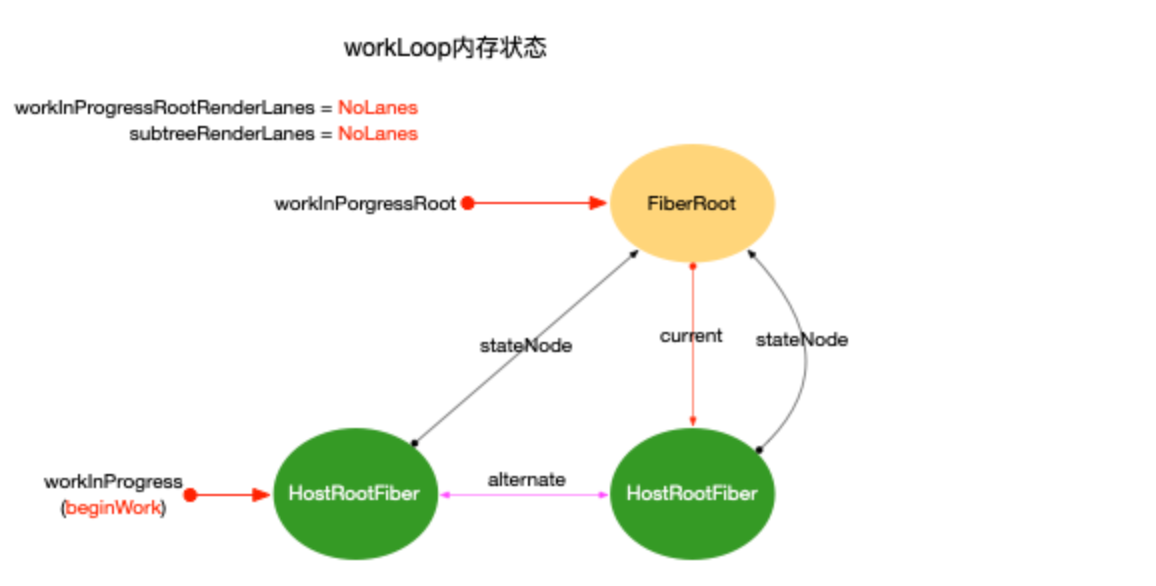 workLoop内存状态
workInProgressRootRenderLanes = NoLanes
subtreeRenderLanes = NoLanes
workInPorgressRoot
FiberRoot
stateNode
current
stateNode
workInProgress
(beginWork)
HostRootFiber
alternate
HostRootFiber